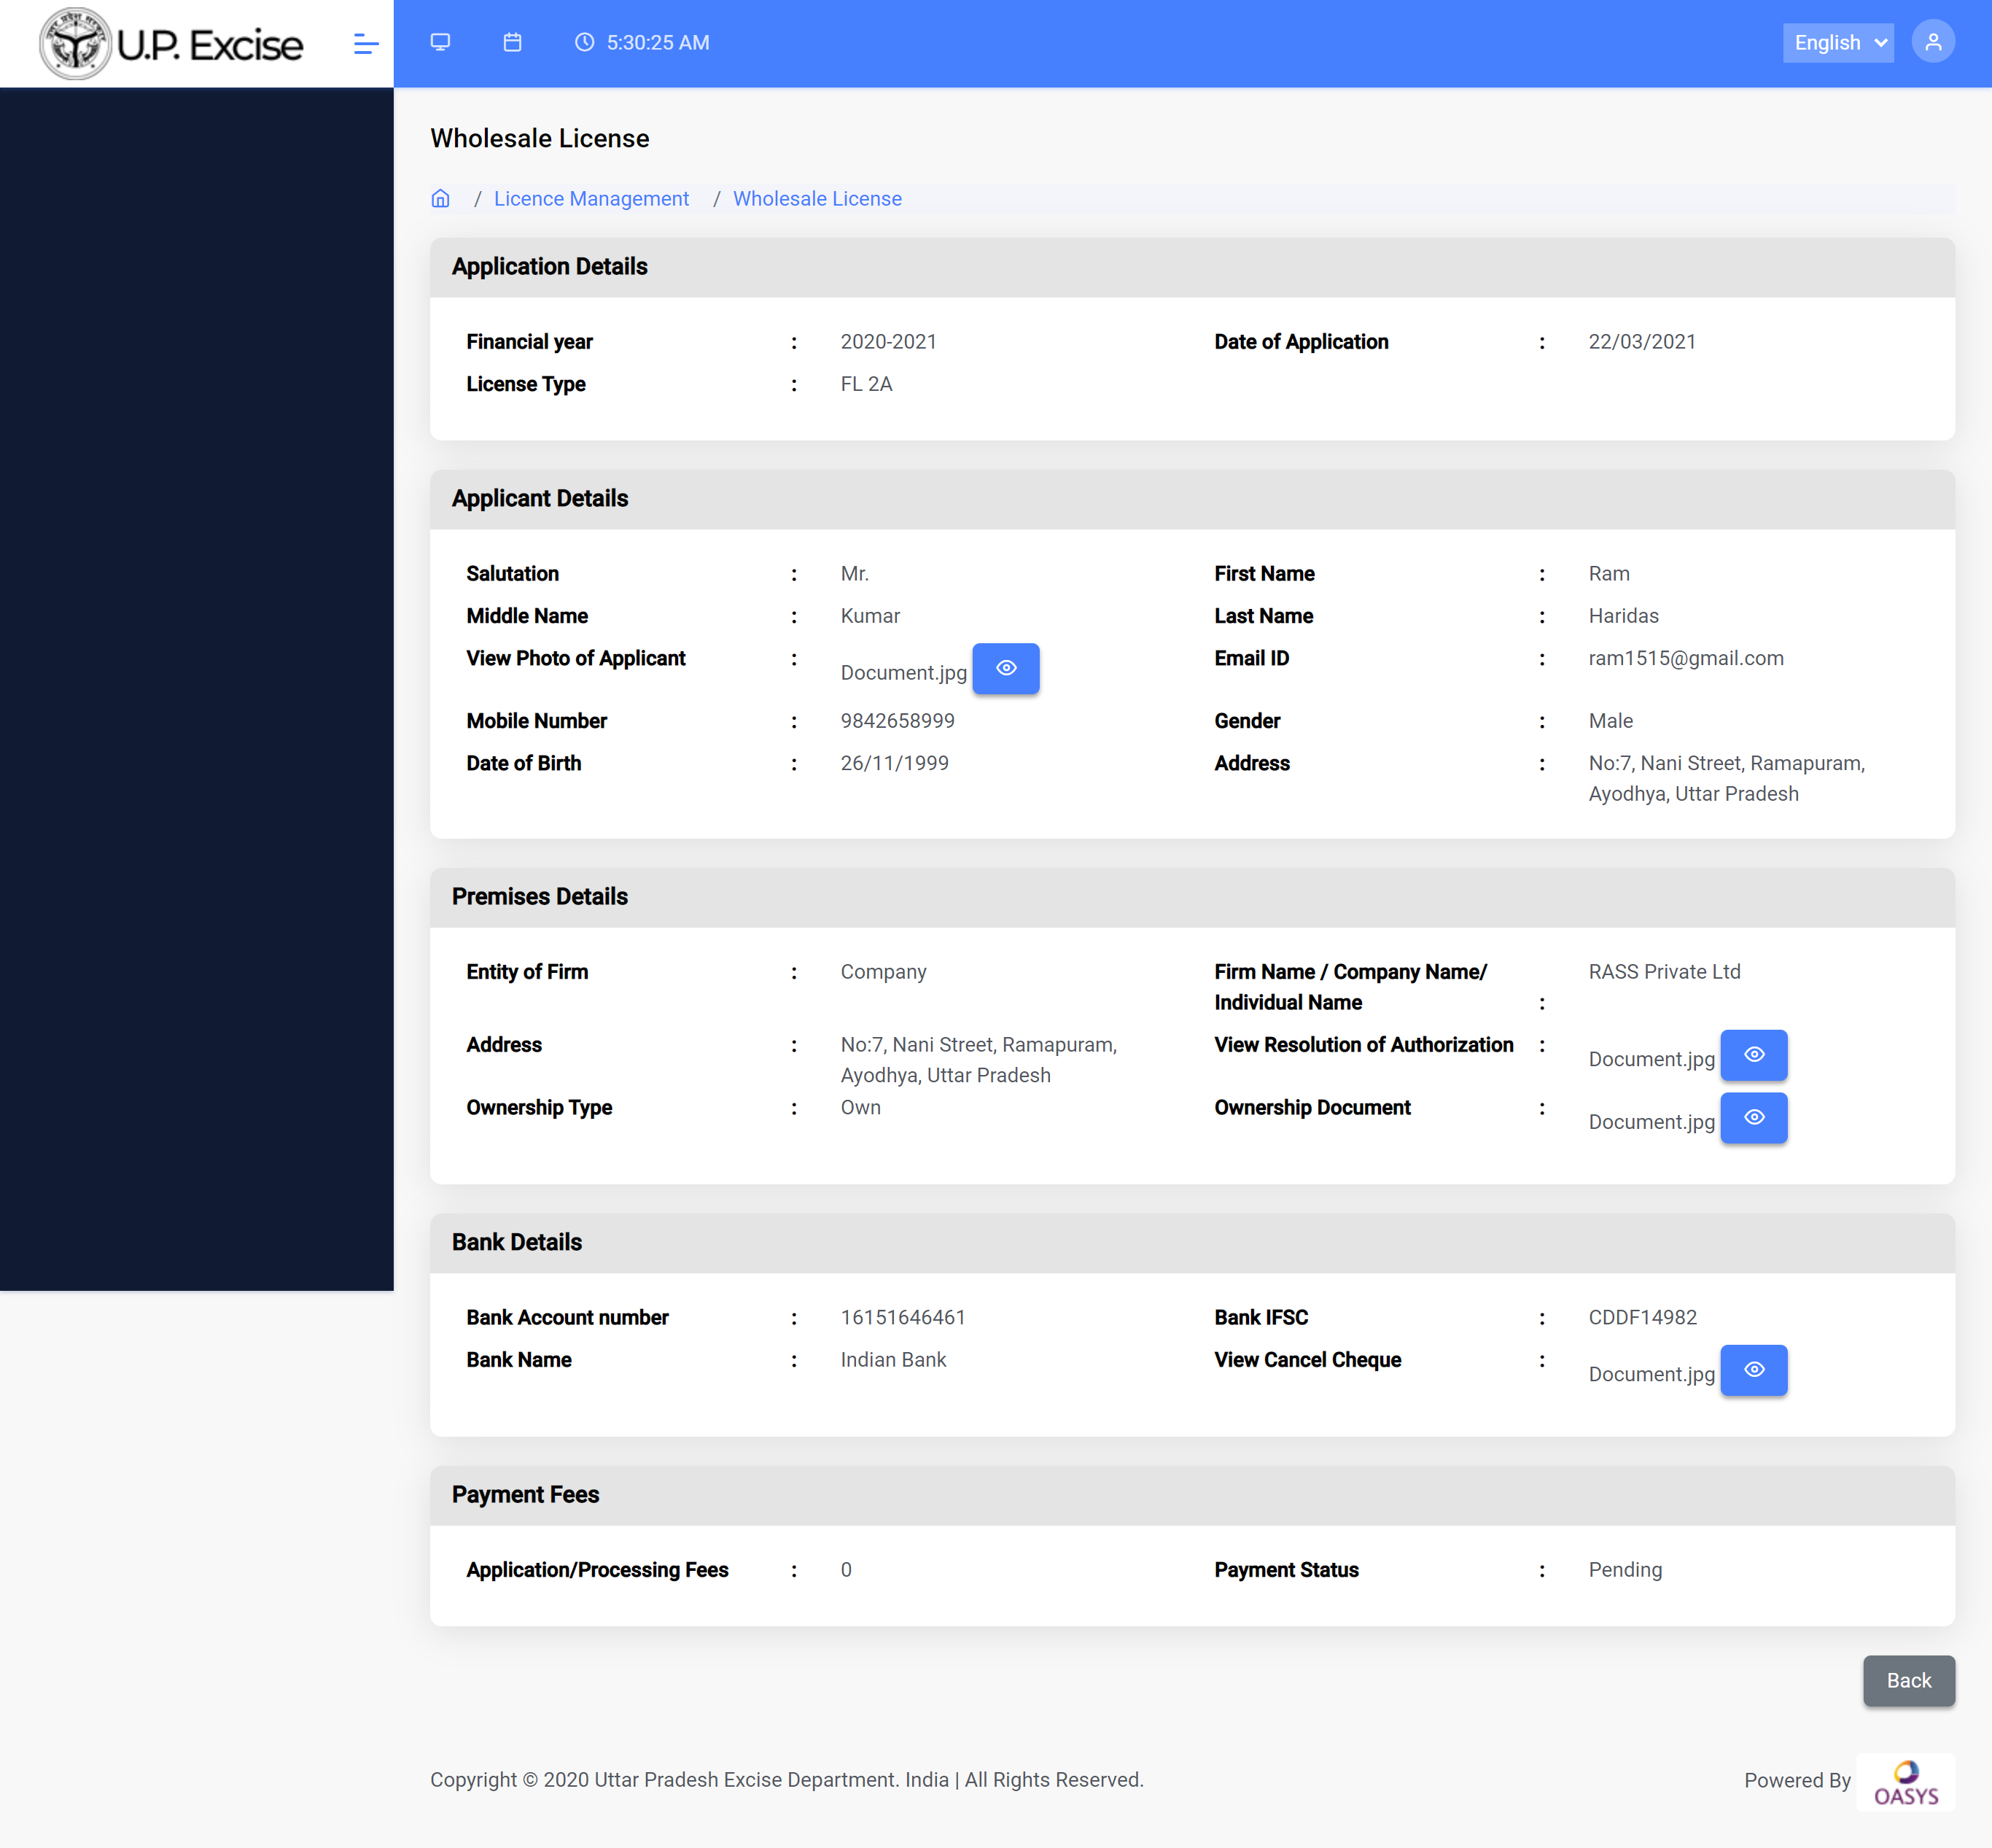 U.P. Excise
5:30:25 AM
English
Wholesale License
/ Licence Management / Wholesale License
Application Details
Financial year : 2020-2021 Date of Application : 22/03/2021
License Type : FL 2A
Applicant Details
Salutation : Mr. First Name : Ram
Middle Name : Kumar Last Name : Haridas
View Photo of Applicant : Document.jpg Email ID : ram1515@gmail.com
Mobile Number : 9842658999 Gender : Male
Date of Birth : 26/11/1999 Address : No:7, Nani Street, Ramapuram,
Ayodhya, Uttar Pradesh
Premises Details
Entity of Firm : Company Firm Name / Company Name/ RASS Private Ltd
Individual Name :
Address : No:7, Nani Street, Ramapuram, View Resolution of Authorization : Document.jpg
Ayodhya, Uttar Pradesh
Ownership Type : Own Ownership Document : Document.jpg
Bank Details
Bank Account number : 16151646461 Bank IFSC : CDDF14982
Bank Name : Indian Bank View Cancel Cheque : Document.jpg
Payment Fees
Application/Processing Fees : 0 Payment Status : Pending
Back
Copyright © 2020 Uttar Pradesh Excise Department. India | All Rights Reserved. Powered By
OASYS